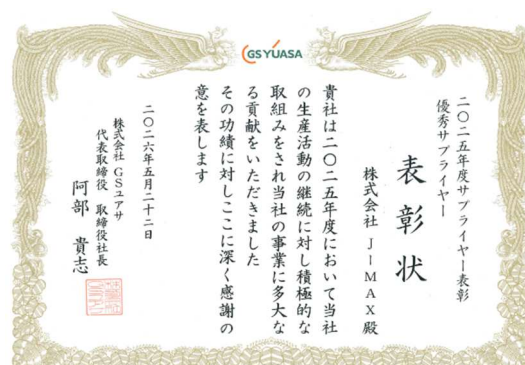 GS YUASA
二〇二五年度サプライヤー表彰
優秀サプライヤー
表彰状
株式会社 J-MAX 殿
貴社は二〇二五年度において当社
の生産活動の継続に対し積極的な
取組みをされ当社の事業に多大な
る貢献をいただきました
その功績に対しここに深く感謝の
意を表します
二〇二六年五月二十二日
株式会社 GSユアサ
代表取締役 取締役社長
阿部 貴志